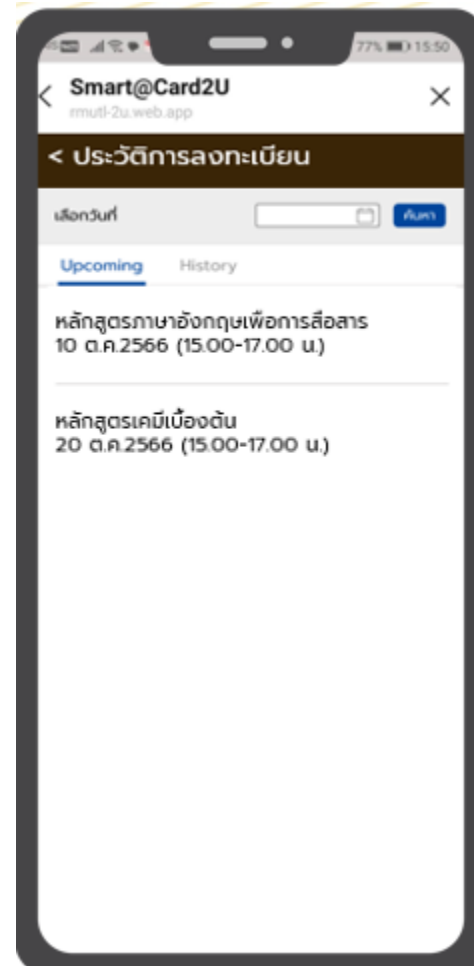 77% 15:50
Smart@Card2U
rmutl-2u.web.app
< ประวัติการลงทะเบียน
เลือกวันที่ ค้นหา
Upcoming History
หลักสูตรภาษาอังกฤษเพื่อการสื่อสาร
10 ต.ค.2566 (15.00-17.00 น.)
หลักสูตรเคมีเบื้องต้น
20 ต.ค.2566 (15.00-17.00 น.)